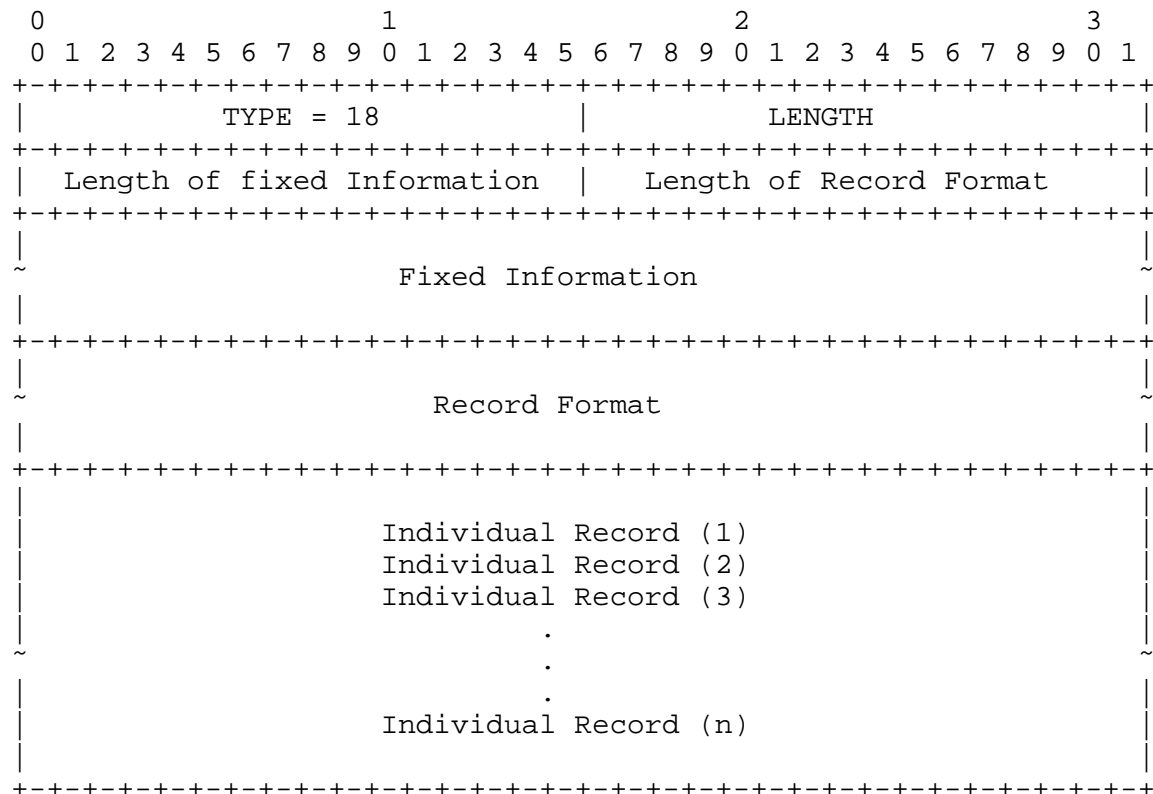 0                   1                   2                   3
 0 1 2 3 4 5 6 7 8 9 0 1 2 3 4 5 6 7 8 9 0 1 2 3 4 5 6 7 8 9 0 1
+-+-+-+-+-+-+-+-+-+-+-+-+-+-+-+-+-+-+-+-+-+-+-+-+-+-+-+-+-+-+-+-+
|           TYPE = 18           |          LENGTH               |
+-+-+-+-+-+-+-+-+-+-+-+-+-+-+-+-+-+-+-+-+-+-+-+-+-+-+-+-+-+-+-+-+
|  Length of fixed Information  |   Length of Record Format     |
+-+-+-+-+-+-+-+-+-+-+-+-+-+-+-+-+-+-+-+-+-+-+-+-+-+-+-+-+-+-+-+-+
|                                                               |
~                     Fixed Information                         ~
|                                                               |
+-+-+-+-+-+-+-+-+-+-+-+-+-+-+-+-+-+-+-+-+-+-+-+-+-+-+-+-+-+-+-+-+
|                                                               |
~                       Record Format                           ~
|                                                               |
+-+-+-+-+-+-+-+-+-+-+-+-+-+-+-+-+-+-+-+-+-+-+-+-+-+-+-+-+-+-+-+-+
|                                                               |
|                    Individual Record (1)                      |
|                    Individual Record (2)                      |
|                    Individual Record (3)                      |
|                             .                                 |
~                             .                                 ~
|                             .                                 |
|                    Individual Record (n)                      |
|                                                               |
+-+-+-+-+-+-+-+-+-+-+-+-+-+-+-+-+-+-+-+-+-+-+-+-+-+-+-+-+-+-+-+-+